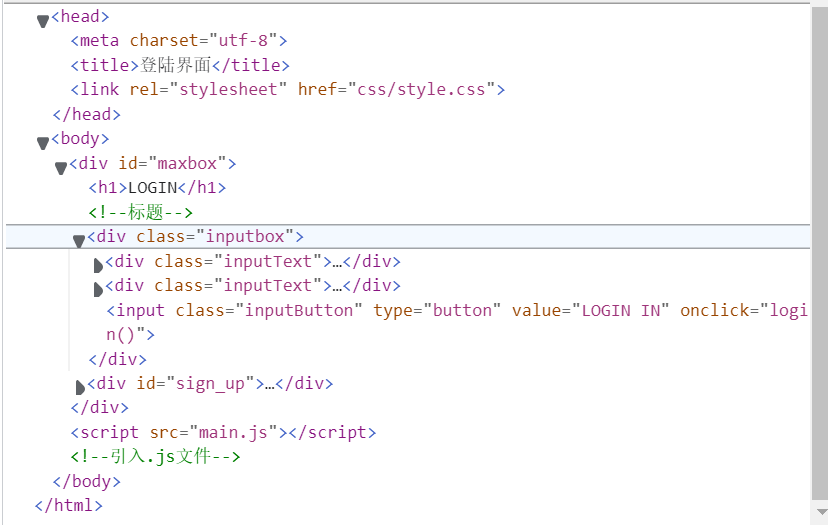 <head>
<meta charset="utf-8">
<title>登陆界面</title>
<link rel="stylesheet" href="css/style.css">
</head>
<body>
<div id="maxbox">
<h1>LOGIN</h1>
<!--标题-->
<div class="inputbox">
<div class="inputText">…</div>
<div class="inputText">…</div>
<input class="inputButton" type="button" value="LOGIN IN" onclick="logi
n()">
</div>
<div id="sign_up">…</div>
</div>
<script src="main.js"></script>
<!--引入.js文件-->
</body>
</html>